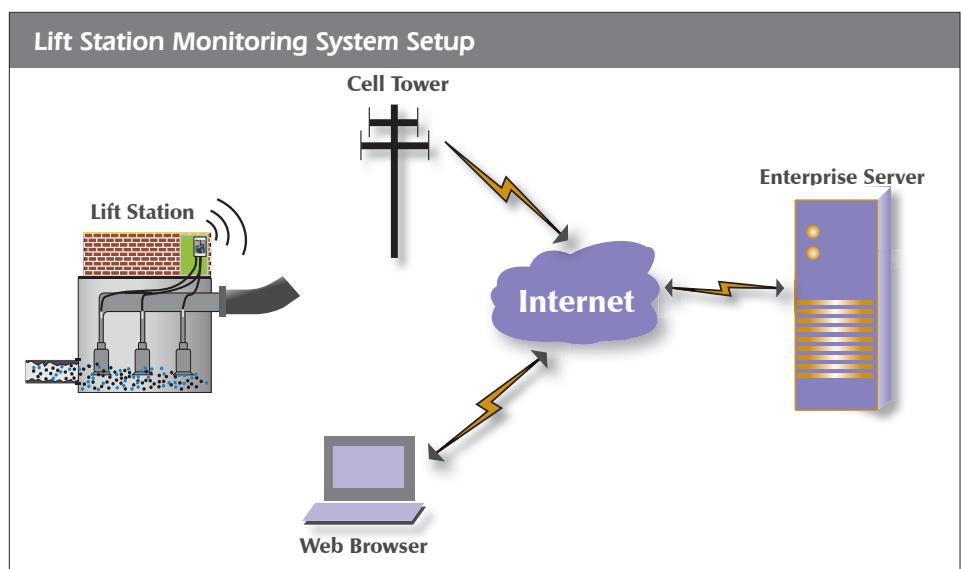 Lift Station Monitoring System Setup
Cell Tower
Enterprise Server
Lift Station
Internet
Web Browser